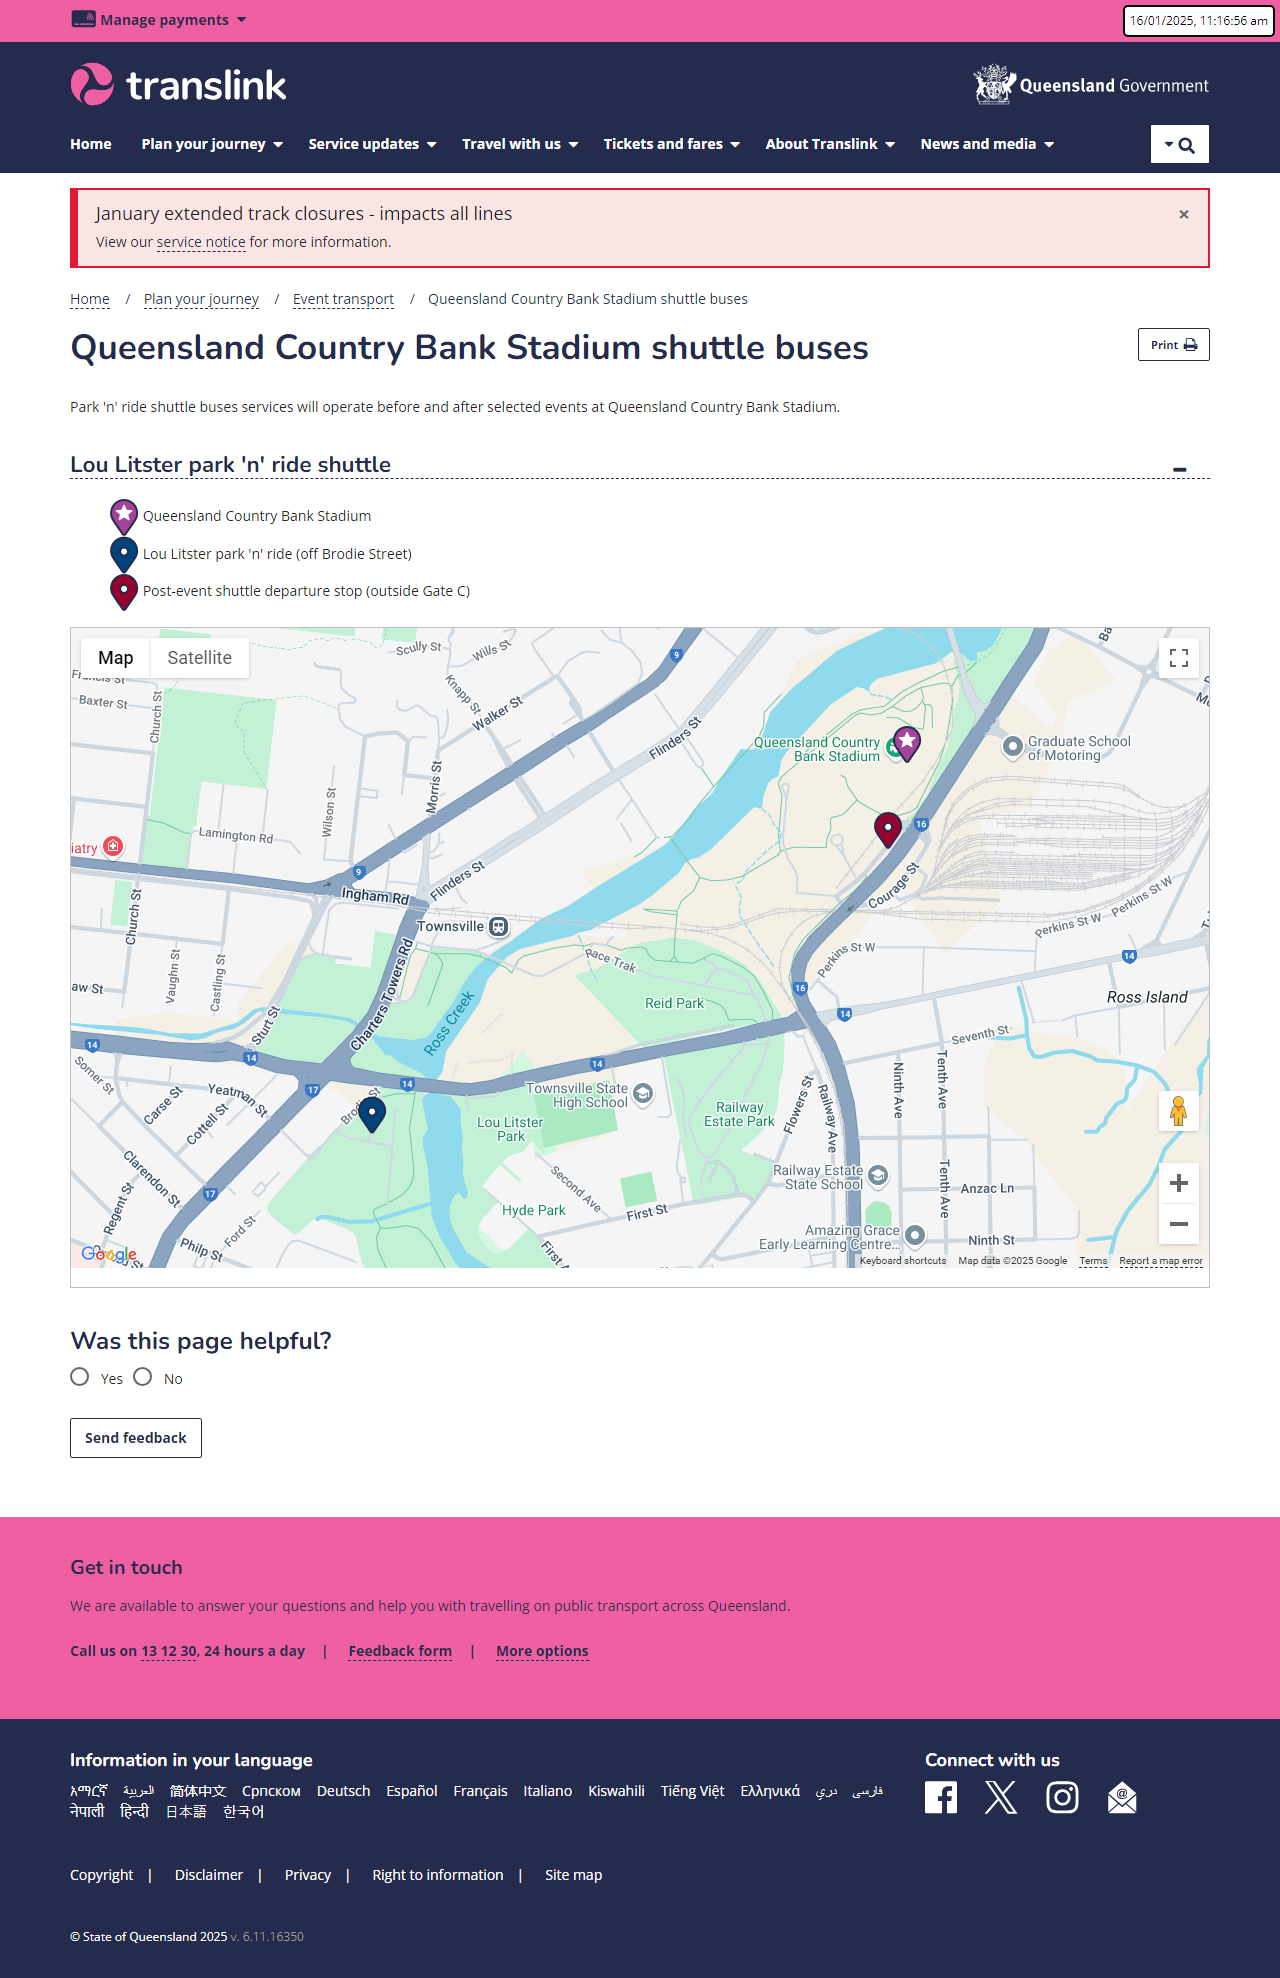 Manage payments
16/01/2025, 11:16:56 am
translink
Queensland Government
Home Plan your journey Service updates Travel with us Tickets and fares About Translink News and media
January extended track closures - impacts all lines
×
View our service notice for more information.
Home / Plan your journey / Event transport / Queensland Country Bank Stadium shuttle buses
Queensland Country Bank Stadium shuttle buses
Print
Park 'n' ride shuttle buses services will operate before and after selected events at Queensland Country Bank Stadium.
Lou Litster park 'n' ride shuttle
Queensland Country Bank Stadium
Lou Litster park 'n' ride (off Brodie Street)
Post-event shuttle departure stop (outside Gate C)
Map Satellite
Scully St
Wills St
9
Francis St
Baxter St
Church St
Knapp St
Walker St
Flinders St
Queensland Country
Bank Stadium
Graduate School
of Motoring
Morris St
Wilson St
Lamington Rd
iatry
16
9
Ingham Rd
Flinders St
Courage St
Perkins St W
Church St
Townsville
Perkins St W
Perkins St W
14
Race Trak
Vaughn St
Castling St
Charters Towers Rd
aw St
Reid Park
16
Ross Island
Ross Creek
Sturt St
14
Seventh St
14
14
14
Somer St
17
14
Townsville State
High School
Ninth Ave
Tenth Ave
Yeatman St
Carse St
Cottell St
Flowers St
Railway Ave
Lou Litster
Park
Railway
Estate Park
Clarendon St
Railway Estate
State School
Tenth Ave
Anzac Ln
Second Ave
17
Regent St
Ford St
Hyde Park
First St
Amazing Grace
Early Learning Centre...
Ninth St
Philp St
Google
Keyboard shortcuts Map data ©2025 Google Terms Report a map error
Was this page helpful?
Yes No
Send feedback
Get in touch
We are available to answer your questions and help you with travelling on public transport across Queensland.
Call us on 13 12 30, 24 hours a day | Feedback form | More options
Information in your language
Connect with us
አማርኛ العربية 简体中文 Српском Deutsch Español Français Italiano Kiswahili Tiếng Việt Ελληνικά دري فارسی
नेपाली हिन्दी 日本語 한국어
Copyright | Disclaimer | Privacy | Right to information | Site map
© State of Queensland 2025 v. 6.11.16350